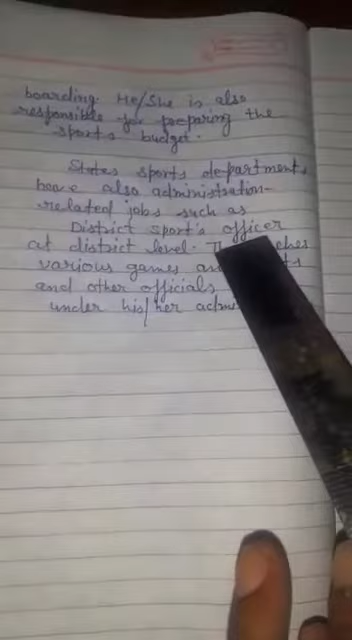 boarding. He/She is also
responsible for preparing the
sports budget.
States sports departments
have also administration-
related jobs such as
District sport's officer
at district level.
various games
and other officials
under his/her